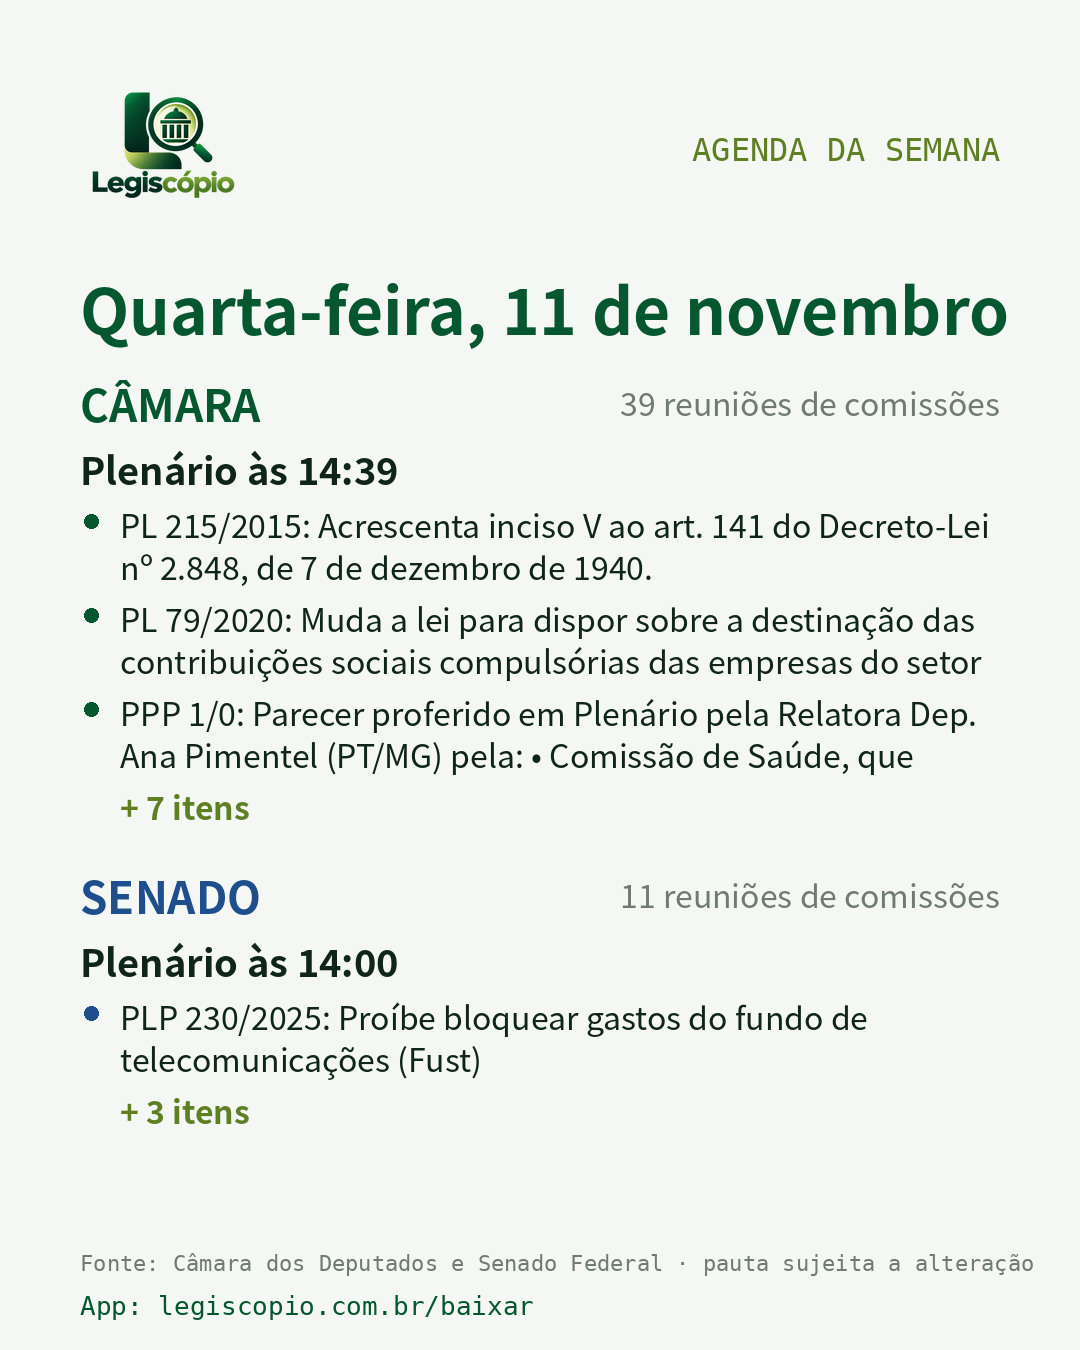 Legiscópio
AGENDA DA SEMANA
Quarta-feira, 11 de novembro
CÂMARA
39 reuniões de comissões
Plenário às 14:39
• PL 215/2015: Acrescenta inciso V ao art. 141 do Decreto-Lei
nº 2.848, de 7 de dezembro de 1940.
• PL 79/2020: Muda a lei para dispor sobre a destinação das
contribuições sociais compulsórias das empresas do setor
• PPP 1/0: Parecer proferido em Plenário pela Relatora Dep.
Ana Pimentel (PT/MG) pela: • Comissão de Saúde, que
+ 7 itens
SENADO
11 reuniões de comissões
Plenário às 14:00
• PLP 230/2025: Proíbe bloquear gastos do fundo de
telecomunicações (Fust)
+ 3 itens
Fonte: Câmara dos Deputados e Senado Federal · pauta sujeita a alteração
App: legiscopio.com.br/baixar